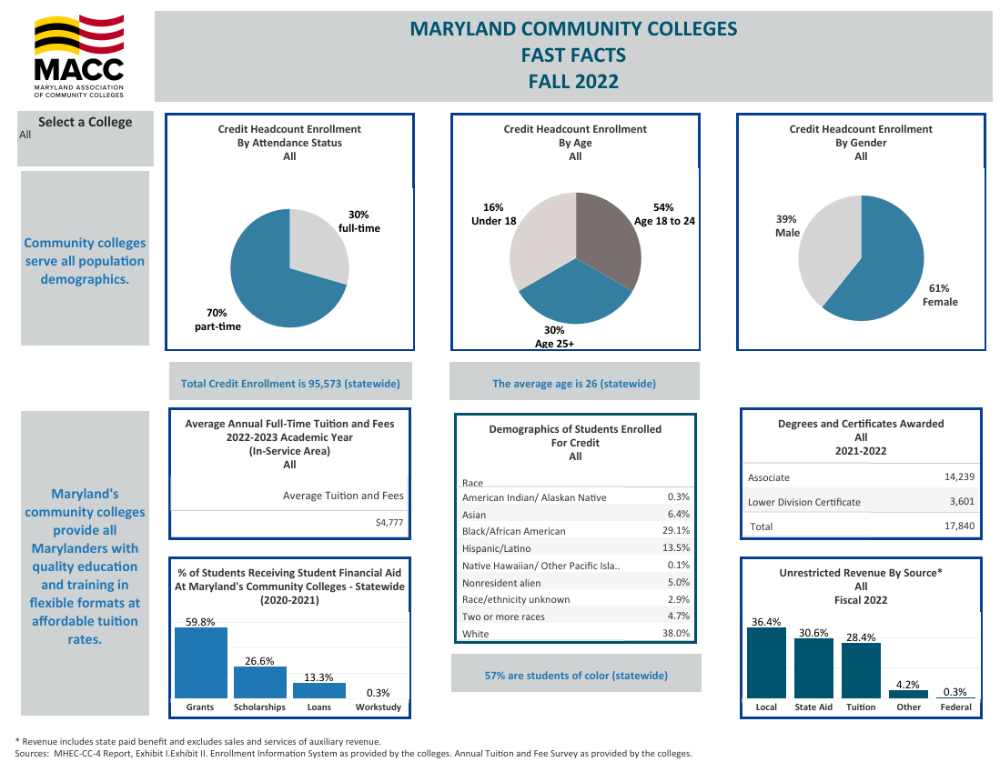 MACC
MARYLAND ASSOCIATION
OF COMMUNITY COLLEGES
MARYLAND COMMUNITY COLLEGES
FAST FACTS
FALL 2022
Select a College
All
Community colleges
serve all population
demographics.
Credit Headcount Enrollment
By Attendance Status
All
30%
full-time
70%
part-time
Credit Headcount Enrollment
By Age
All
16%
Under 18
54%
Age 18 to 24
30%
Age 25+
Credit Headcount Enrollment
By Gender
All
39%
Male
61%
Female
Total Credit Enrollment is 95,573 (statewide)
The average age is 26 (statewide)
Maryland's
community colleges
provide all
Marylanders with
quality education
and training in
flexible formats at
affordable tuition
rates.
Average Annual Full-Time Tuition and Fees
2022-2023 Academic Year
(In-Service Area)
All
Average Tuition and Fees
$4,777
% of Students Receiving Student Financial Aid
At Maryland's Community Colleges - Statewide
(2020-2021)
59.8%
26.6%
13.3%
0.3%
Grants Scholarships Loans Workstudy
Demographics of Students Enrolled
For Credit
All
Race
American Indian/ Alaskan Native 0.3%
Asian 6.4%
Black/African American 29.1%
Hispanic/Latino 13.5%
Native Hawaiian/ Other Pacific Isla.. 0.1%
Nonresident alien 5.0%
Race/ethnicity unknown 2.9%
Two or more races 4.7%
White 38.0%
57% are students of color (statewide)
Degrees and Certificates Awarded
All
2021-2022
Associate 14,239
Lower Division Certificate 3,601
Total 17,840
Unrestricted Revenue By Source*
All
Fiscal 2022
36.4%
30.6%
28.4%
4.2%
0.3%
Local State Aid Tuition Other Federal
* Revenue includes state paid benefit and excludes sales and services of auxiliary revenue.
Sources: MHEC-CC-4 Report, Exhibit I.Exhibit II. Enrollment Information System as provided by the colleges. Annual Tuition and Fee Survey as provided by the colleges.